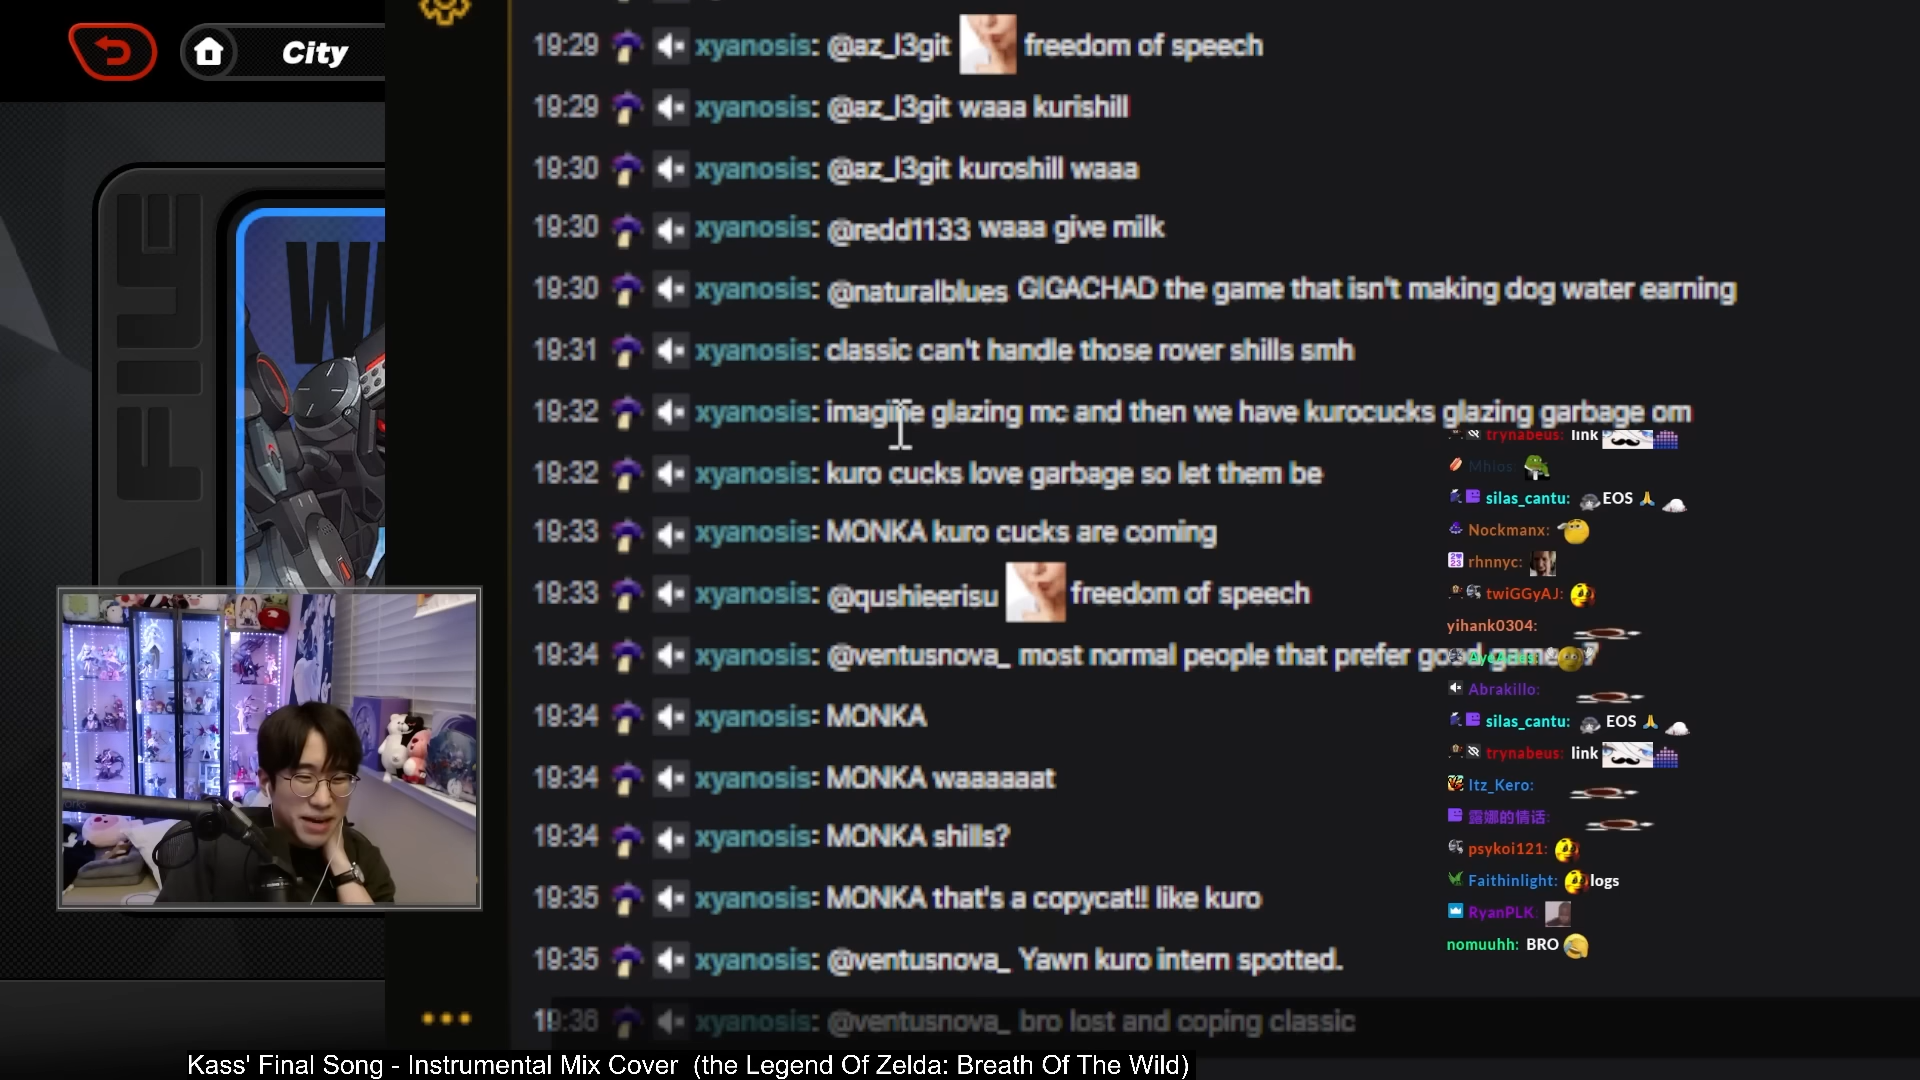 City
19:29 xyanosis: @az_l3git freedom of speech
19:29 xyanosis: @az_l3git waaa kurishill
19:30 xyanosis: @az_l3git kuroshill waaa
19:30 xyanosis: @redd1133 waaa give milk
19:30 xyanosis: @naturalblues GIGACHAD the game that isn't making dog water earning
19:31 xyanosis: classic can't handle those rover shills smh
19:32 xyanosis: imagine glazing mc and then we have kurocucks glazing garbage om
19:32 xyanosis: kuro cucks love garbage so let them be
19:33 xyanosis: MONKA kuro cucks are coming
19:33 xyanosis: @qushieerisu freedom of speech
19:34 xyanosis: @ventusnova_ most normal people that prefer
19:34 xyanosis: MONKA
19:34 xyanosis: MONKA waaaaaat
19:34 xyanosis: MONKA shills?
19:35 xyanosis: MONKA that's a copycat!! like kuro
19:35 xyanosis: @ventusnova_ Yawn kuro intern spotted.
19:36 xyanosis: @ventusnova_ bro lost and coping classic
trynabeus: link
Mhlos:
silas_cantu: EOS
Nockmanx:
rhnnyc:
twiGGyAJ:
yihank0304:
Abrakillo:
silas_cantu: EOS
trynabeus: link
Itz_Kero:
露娜的情话:
psykoi121:
Faithinlight: logs
RyanPLK:
nomuuhh: BRO
FILE
Kass' Final Song - Instrumental Mix Cover (the Legend Of Zelda: Breath Of The Wild)